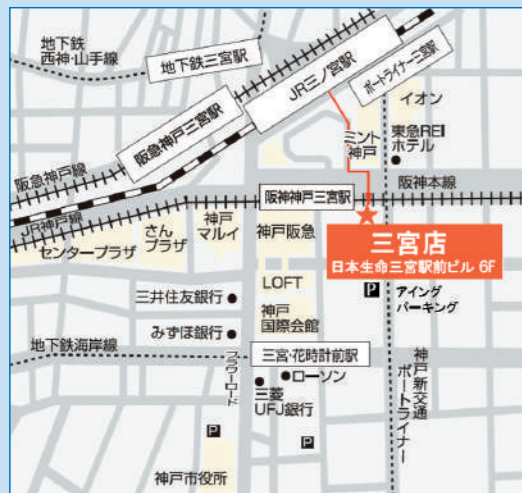 地下鉄
西神・山手線
地下鉄三宮駅
JR三ノ宮駅
ポートライナー三宮駅
イオン
阪急神戸三宮駅
ミント
神戸
東急REI
ホテル
阪急神戸線
阪神本線
阪神神戸三宮駅
JR神戸線
さん
プラザ
神戸
マルイ
神戸阪急
センタープラザ
三宮店
日本生命三宮駅前ビル 6F
LOFT
三井住友銀行
P
アイング
パーキング
神戸
国際会館
みずほ銀行
地下鉄海岸線
フラワーロード
三宮・花時計前駅
ローソン
三菱
UFJ銀行
神戸新交通
ポートライナー
P
P
神戸市役所